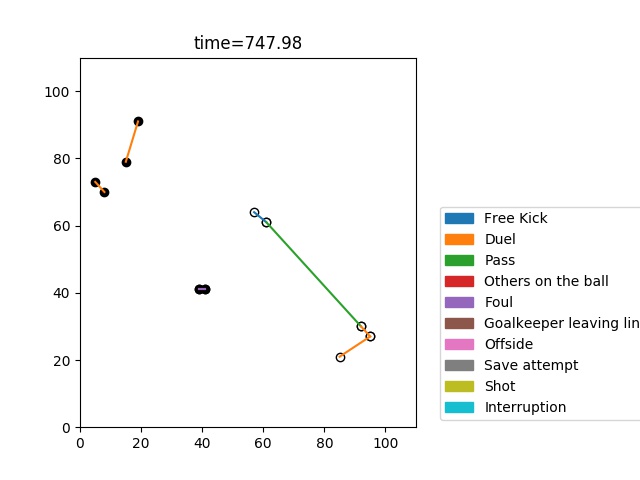 time=747.98
100
80
60
40
20
0
0 20 40 60 80 100
Free Kick
Duel
Pass
Others on the ball
Foul
Goalkeeper leaving lin
Offside
Save attempt
Shot
Interruption